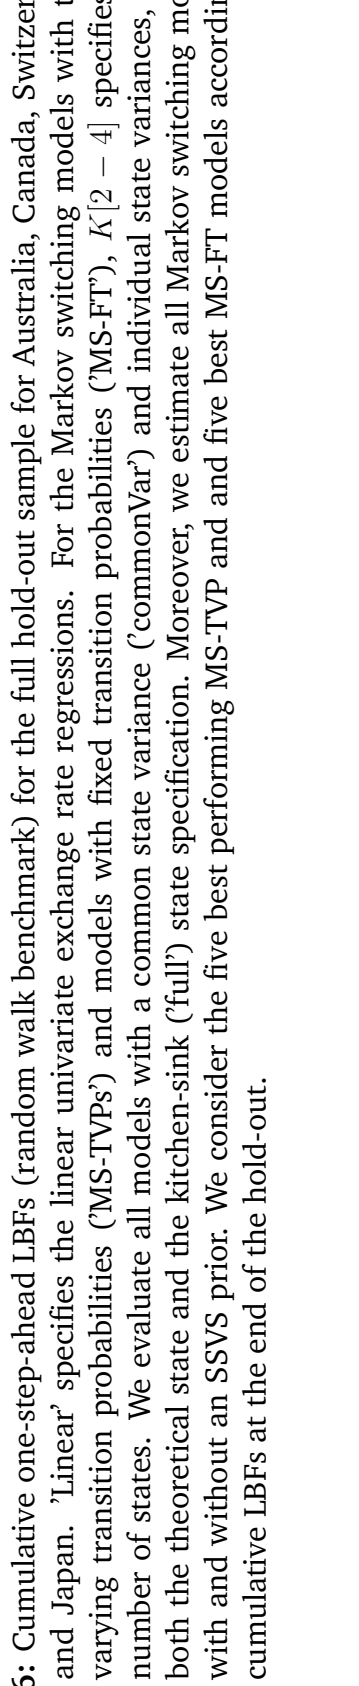 6: Cumulative one-step-ahead LBFs (random walk benchmark) for the full hold-out sample for Australia, Canada, Switzer
and Japan. 'Linear' specifies the linear univariate exchange rate regressions. For the Markov switching models with t
varying transition probabilities ('MS-TVPs') and models with fixed transition probabilities ('MS-FT'), K[2 − 4] specifies
number of states. We evaluate all models with a common state variance ('commonVar') and individual state variances,
both the theoretical state and the kitchen-sink ('full') state specification. Moreover, we estimate all Markov switching mo
with and without an SSVS prior. We consider the five best performing MS-TVP and and five best MS-FT models accordin
cumulative LBFs at the end of the hold-out.